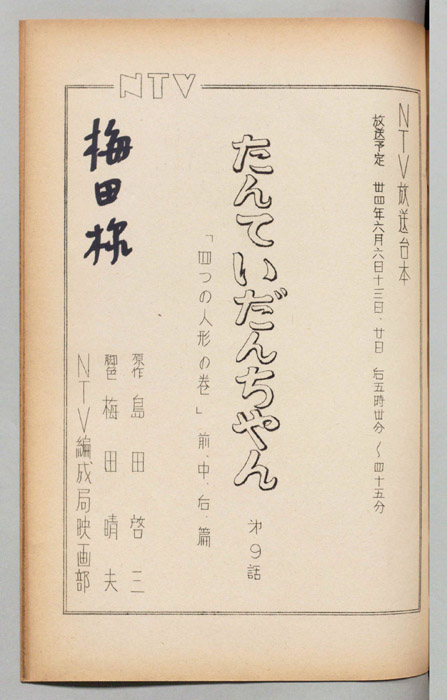 NTV
NTV放送台本
放送予定 卅四年六月六日十三日、廿日 后五時卅分〜四十五分
たんていだんちゃん
第9話
「四つの人形の巻」前、中、后、篇
原作 島田啓三
脚色 梅田晴夫
NTV編成局映画部
梅田様